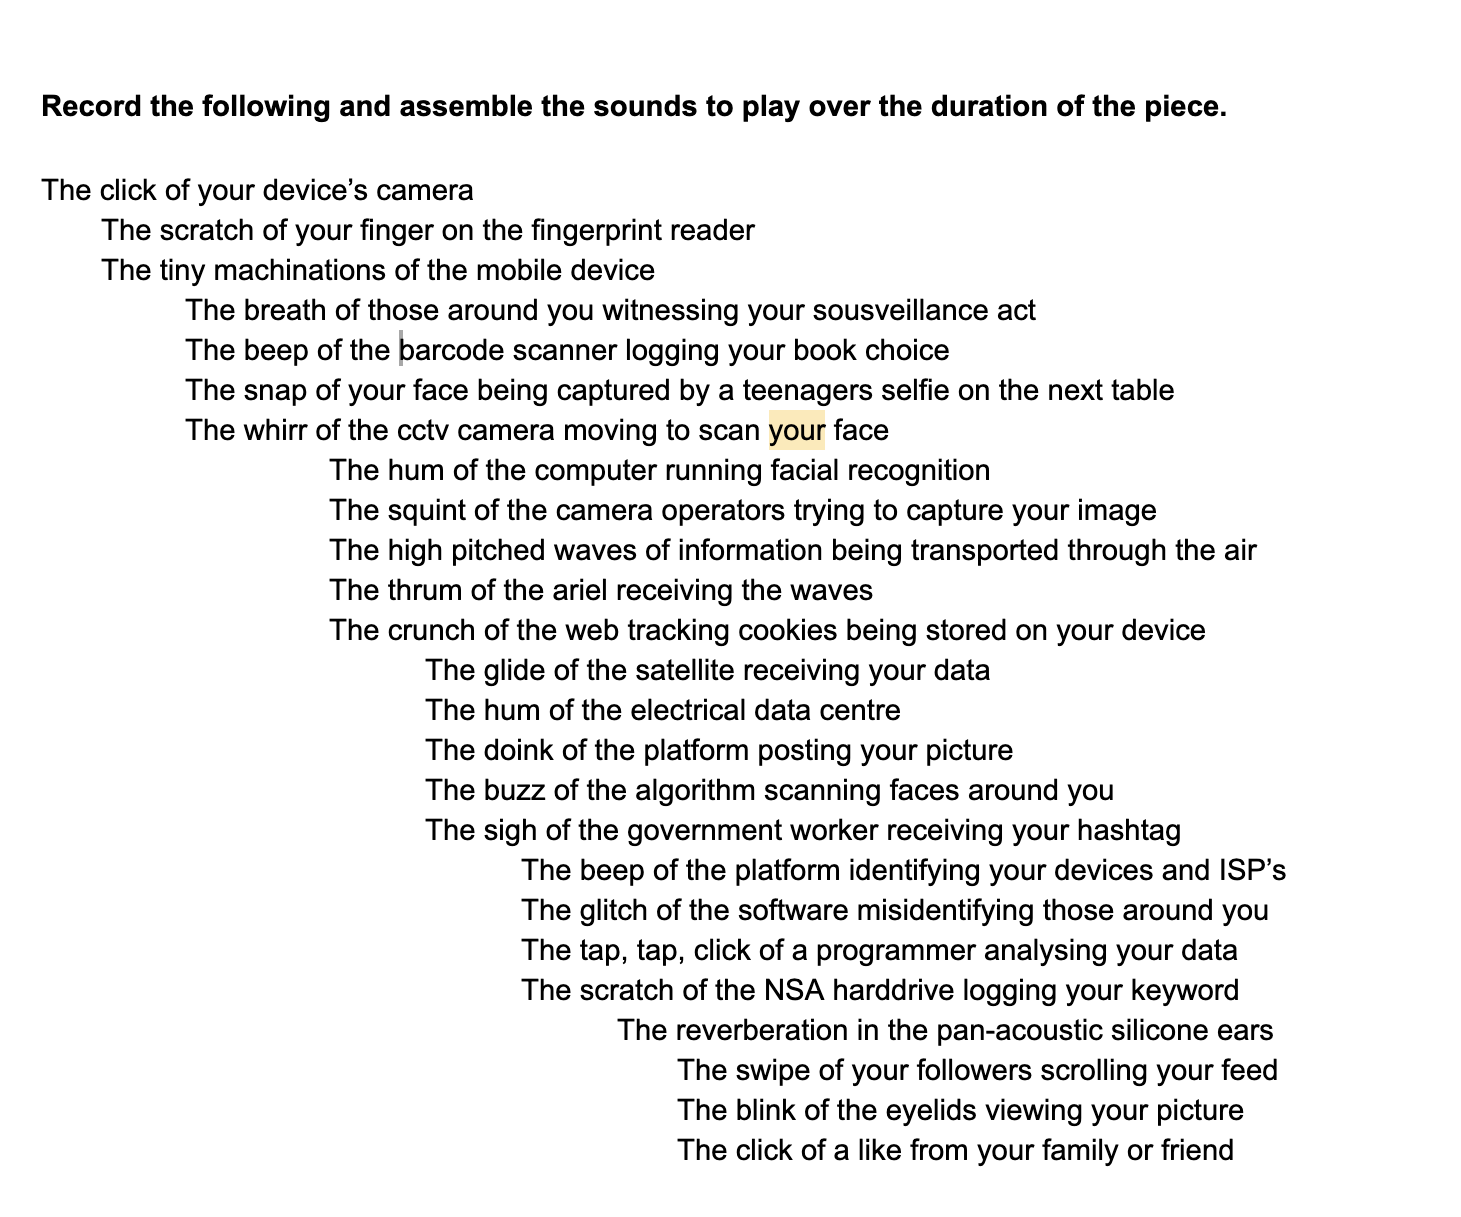 Record the following and assemble the sounds to play over the duration of the piece.
The click of your device’s camera
The scratch of your finger on the fingerprint reader
The tiny machinations of the mobile device
The breath of those around you witnessing your sousveillance act
The beep of the barcode scanner logging your book choice
The snap of your face being captured by a teenagers selfie on the next table
The whirr of the cctv camera moving to scan your face
The hum of the computer running facial recognition
The squint of the camera operators trying to capture your image
The high pitched waves of information being transported through the air
The thrum of the ariel receiving the waves
The crunch of the web tracking cookies being stored on your device
The glide of the satellite receiving your data
The hum of the electrical data centre
The doink of the platform posting your picture
The buzz of the algorithm scanning faces around you
The sigh of the government worker receiving your hashtag
The beep of the platform identifying your devices and ISP’s
The glitch of the software misidentifying those around you
The tap, tap, click of a programmer analysing your data
The scratch of the NSA harddrive logging your keyword
The reverberation in the pan-acoustic silicone ears
The swipe of your followers scrolling your feed
The blink of the eyelids viewing your picture
The click of a like from your family or friend